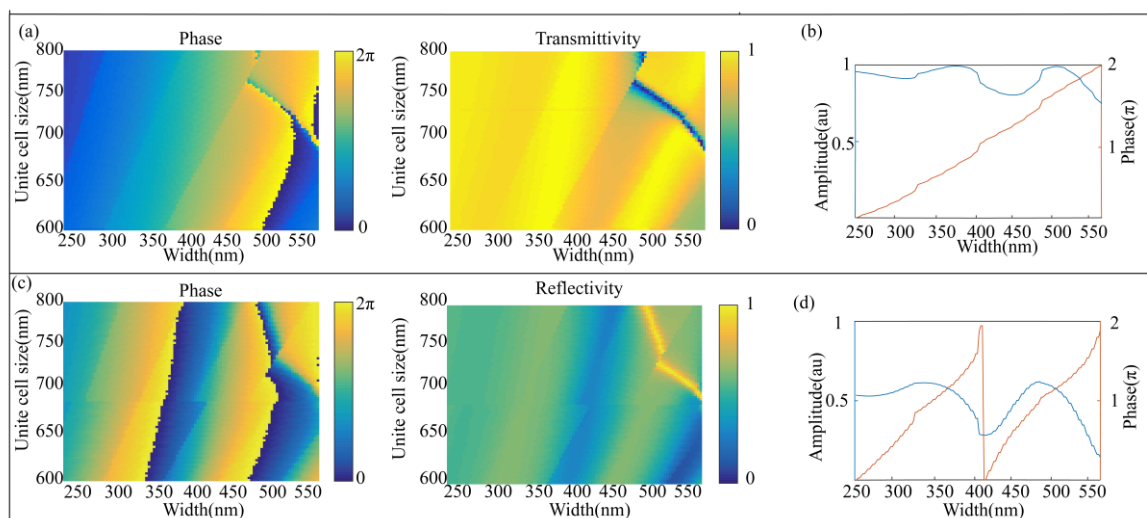 (a)
Phase
Unite cell size(nm)
800
750
700
650
600
250 300 350 400 450 500 550
Width(nm)
2π
0
Transmittivity
Unite cell size(nm)
800
750
700
650
600
250 300 350 400 450 500 550
Width(nm)
1
0
(b)
Amplitude(au)
1
0.5
250 300 350 400 450 500 550
Width(nm)
2
1
Phase(π)
(c)
Phase
Unite cell size(nm)
800
750
700
650
600
250 300 350 400 450 500 550
Width(nm)
2π
0
Reflectivity
Unite cell size(nm)
800
750
700
650
600
250 300 350 400 450 500 550
Width(nm)
1
0
(d)
Amplitude(au)
1
0.5
250 300 350 400 450 500 550
Width(nm)
2
1
Phase(π)